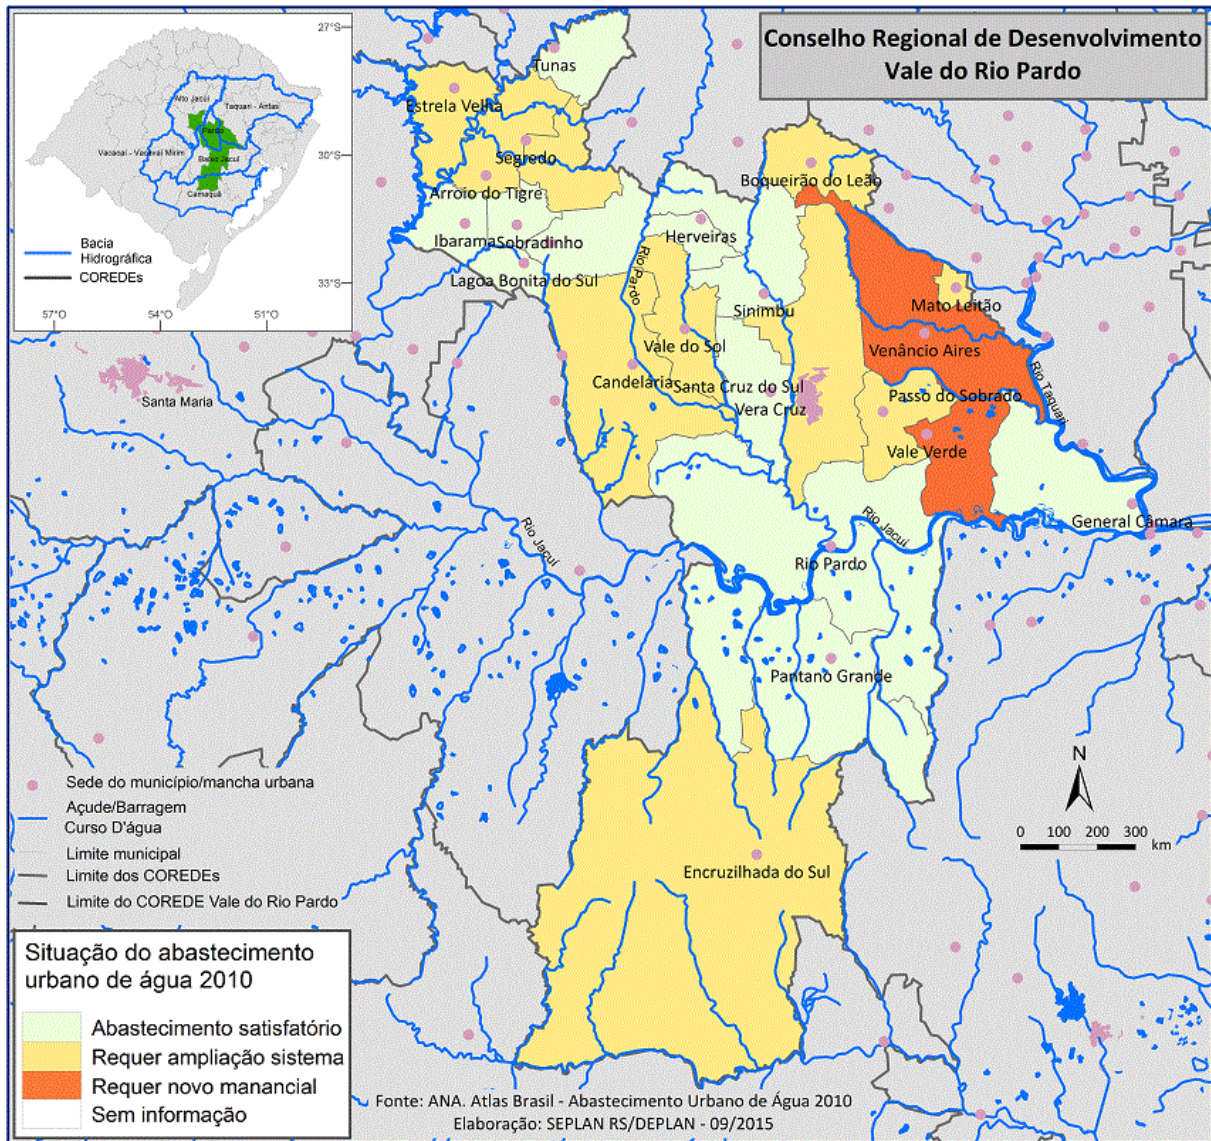 Conselho Regional de Desenvolvimento
Vale do Rio Pardo
27°S
30°S
33°S
57°O
54°O
51°O
Alto Jacuí
Taquari - Antas
Pardo
Vacacaí - Vacacaí Mirim
Baixo Jacuí
Camaquã
Bacia
Hidrográfica
COREDEs
Tunas
Estrela Velha
Segredo
Arroio do Tigre
Ibarama
Sobradinho
Lagoa Bonita do Sul
Boqueirão do Leão
Herveiras
Rio Pardo
Sinimbu
Mato Leitão
Vale do Sol
Venâncio Aires
Candelária
Santa Cruz do Sul
Passo do Sobrado
Vera Cruz
Rio Taquari
Santa Maria
Vale Verde
General Câmara
Rio Jacuí
Rio Jacuí
Rio Pardo
Pantano Grande
Encruzilhada do Sul
N
0 100 200 300
km
Sede do município/mancha urbana
Açude/Barragem
Curso D'água
Limite municipal
Limite dos COREDEs
Limite do COREDE Vale do Rio Pardo
Situação do abastecimento
urbano de água 2010
Abastecimento satisfatório
Requer ampliação sistema
Requer novo manancial
Sem informação
Fonte: ANA. Atlas Brasil - Abastecimento Urbano de Água 2010
Elaboração: SEPLAN RS/DEPLAN - 09/2015